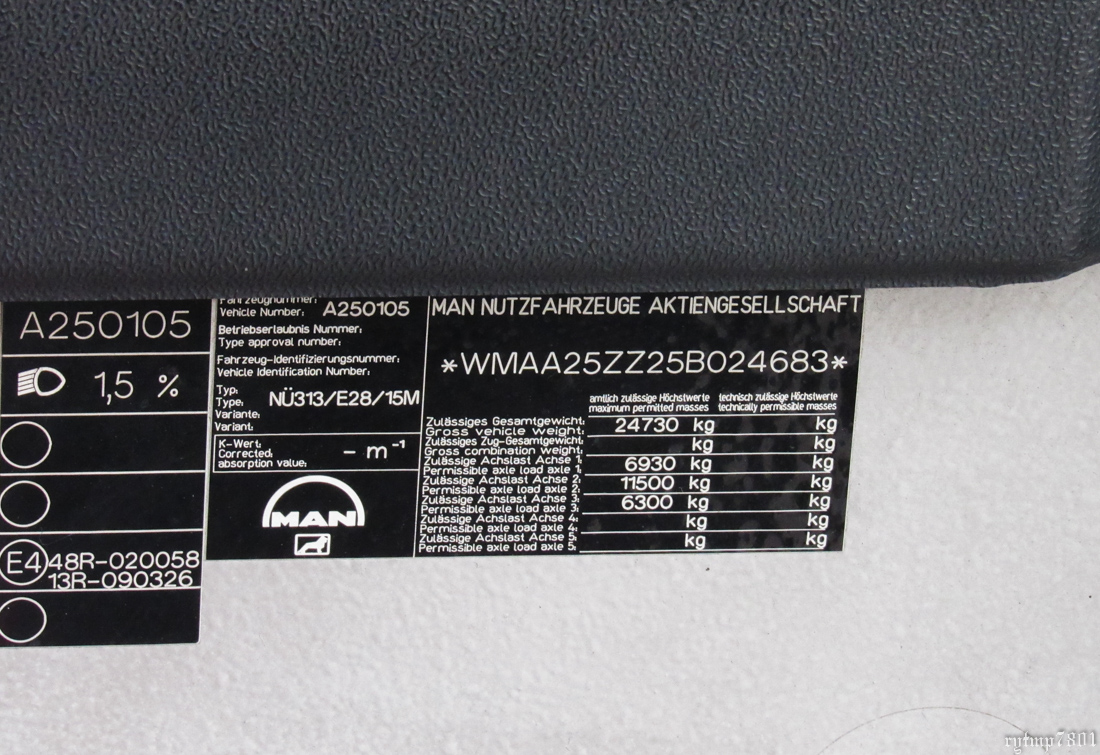 A250105
1,5 %
E4 48R-020058
13R-090326
Fahrzeugnummer:
Vehicle Number: A250105
Betriebserlaubnis Nummer:
Type approval number:
Fahrzeug-Identifizierungsnummer:
Vehicle Identification Number:
Typ:
Type: NÜ313/E28/15M
Variante:
Variant:
K-Wert:
Corrected
absorption value: - m⁻¹
MAN
MAN NUTZFAHRZEUGE AKTIENGESELLSCHAFT
*WMAA25ZZ25B024683*
amtlich zulässige Höchstwerte technisch zulässige Höchstwerte
maximum permitted masses technically permissible masses
Zulässiges Gesamtgewicht:
Gross vehicle weight: 24730 kg kg
Zulässiges Zug-Gesamtgewicht:
Gross combination weight: kg kg
Zulässige Achslast Achse 1:
Permissible axle load axle 1: 6930 kg kg
Zulässige Achslast Achse 2:
Permissible axle load axle 2: 11500 kg kg
Zulässige Achslast Achse 3:
Permissible axle load axle 3: 6300 kg kg
Zulässige Achslast Achse 4:
Permissible axle load axle 4: kg kg
Zulässige Achslast Achse 5:
Permissible axle load axle 5: kg kg
rytmp7801